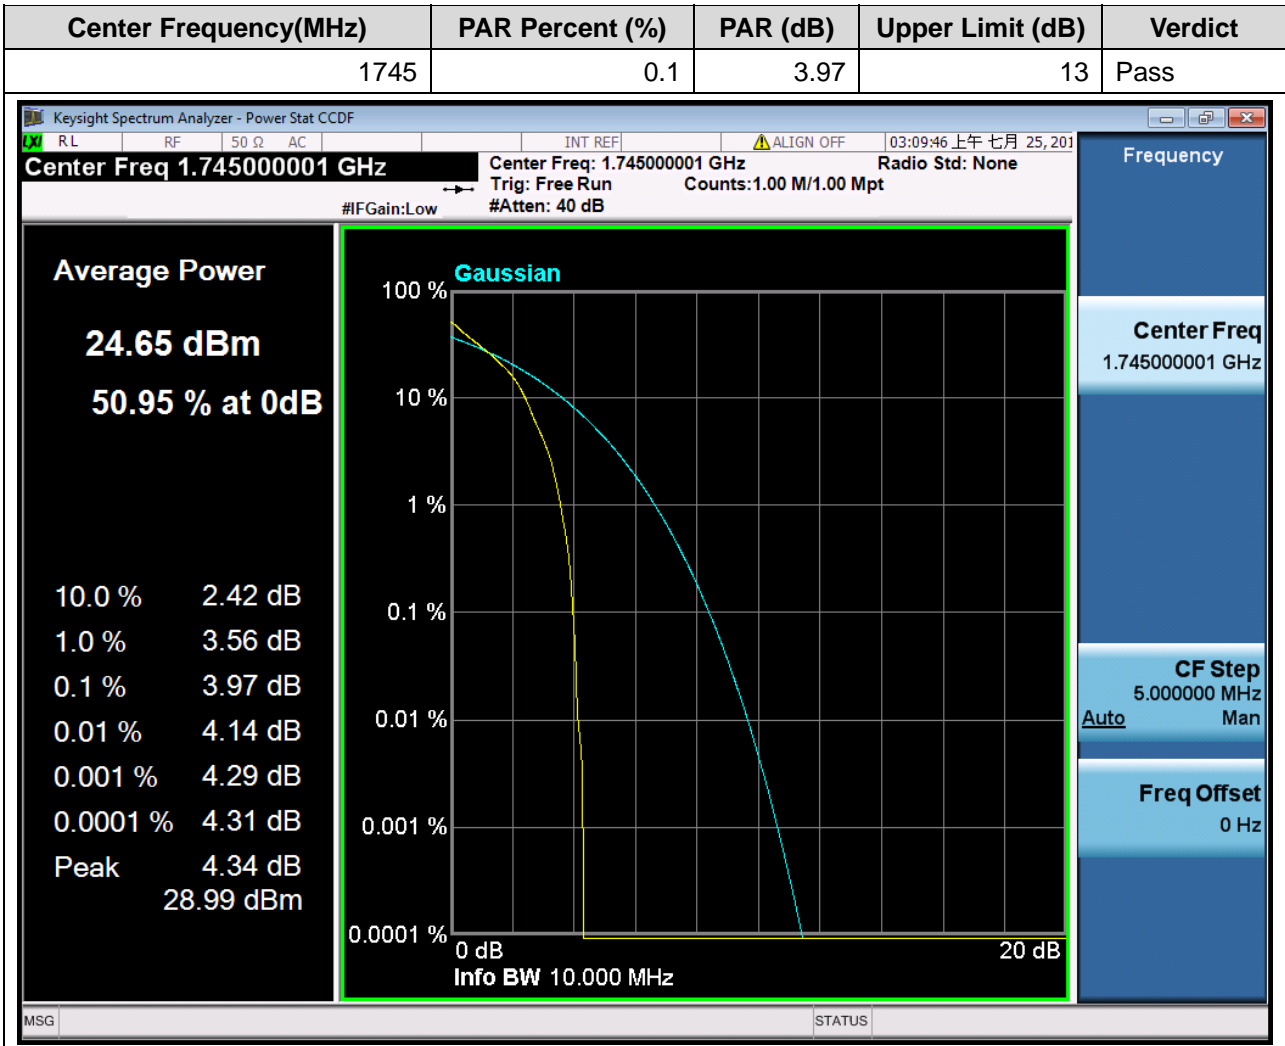 Center Frequency(MHz) PAR Percent (%) PAR (dB) Upper Limit (dB) Verdict
1745 0.1 3.97 13 Pass
Keysight Spectrum Analyzer - Power Stat CCDF
LXI RL RF 50 Ω AC INT REF ALIGN OFF 03:09:46 上午 七月 25, 201
Center Freq 1.745000001 GHz
Center Freq: 1.745000001 GHz Radio Std: None
Trig: Free Run Counts:1.00 M/1.00 Mpt
#IFGain:Low #Atten: 40 dB
Frequency
Average Power
24.65 dBm
50.95 % at 0dB
10.0 % 2.42 dB
1.0 % 3.56 dB
0.1 % 3.97 dB
0.01 % 4.14 dB
0.001 % 4.29 dB
0.0001 % 4.31 dB
Peak 4.34 dB
28.99 dBm
Gaussian
100 %
10 %
1 %
0.1 %
0.01 %
0.001 %
0.0001 %
0 dB 20 dB
Info BW 10.000 MHz
Center Freq
1.745000001 GHz
CF Step
5.000000 MHz
Auto Man
Freq Offset
0 Hz
MSG STATUS